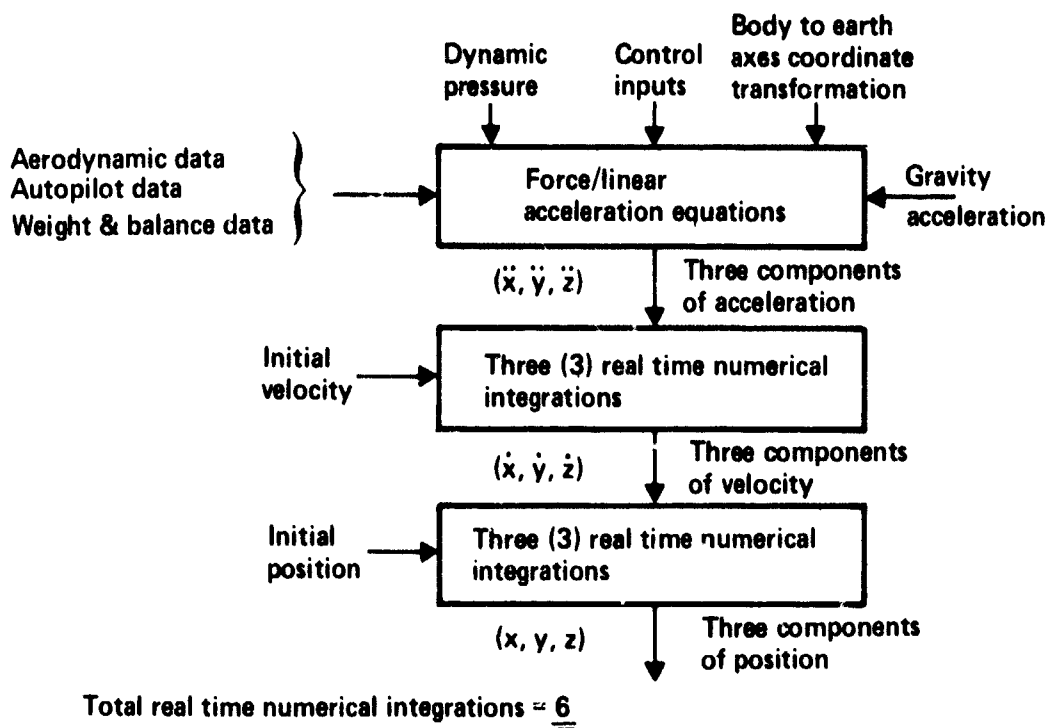 Dynamic
pressure
Control
inputs
Body to earth
axes coordinate
transformation
Aerodynamic data
Autopilot data
Weight & balance data
Force/linear
acceleration equations
Gravity
acceleration
(ẍ, ÿ, z̈)
Three components
of acceleration
Initial
velocity
Three (3) real time numerical
integrations
(ẋ, ẏ, ż)
Three components
of velocity
Initial
position
Three (3) real time numerical
integrations
(x, y, z)
Three components
of position
Total real time numerical integrations = 6